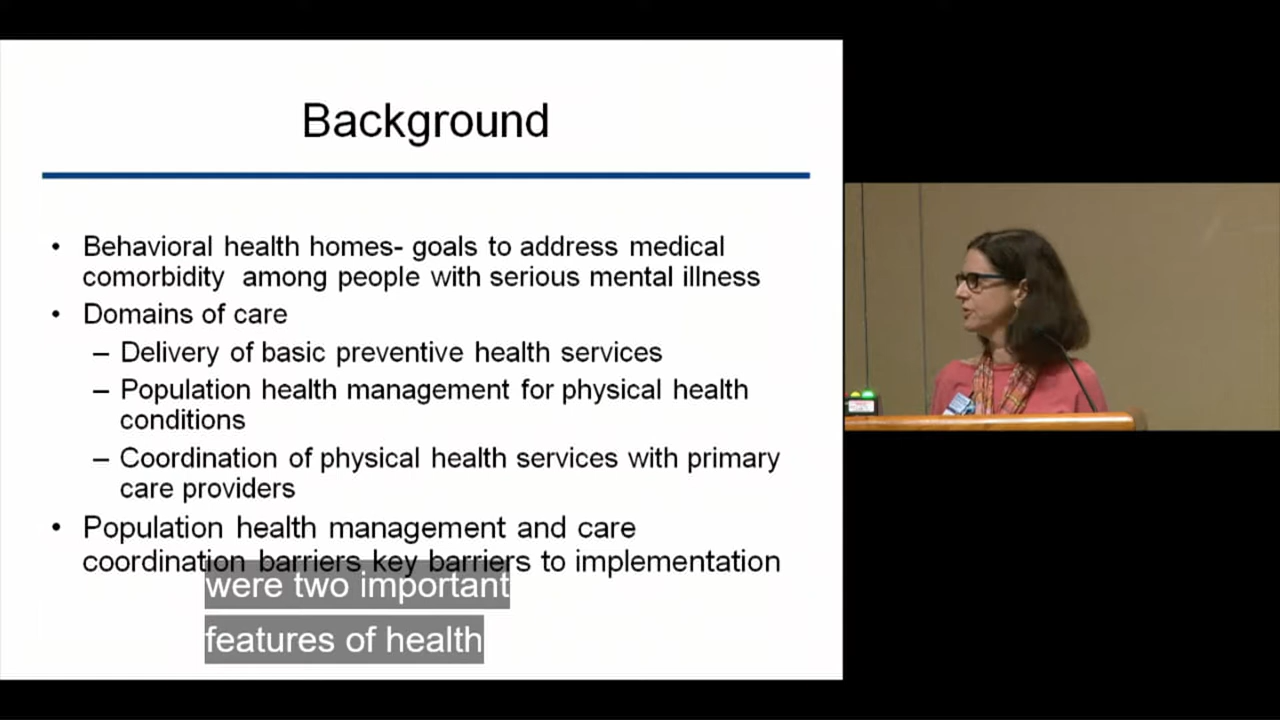 Background
• Behavioral health homes- goals to address medical
comorbidity among people with serious mental illness
• Domains of care
– Delivery of basic preventive health services
– Population health management for physical health
conditions
– Coordination of physical health services with primary
care providers
• Population health management and care
coordination barriers key barriers to implementation
were two important
features of health